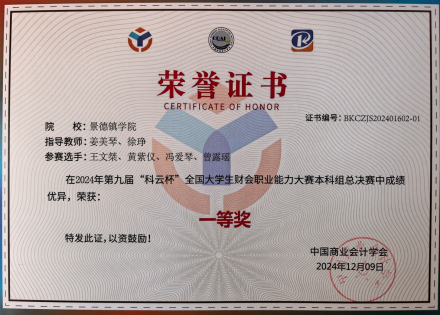 荣誉证书
CERTIFICATE OF HONOR
证书编号:BKCZJS202401602-01
院 校:景德镇学院
指导教师:姜美琴、徐琤
参赛选手:王文棻、黄紫仪、冯爱琴、曾露瑶
在2024年第九届“科云杯”全国大学生财会职业能力大赛本科组总决赛中成绩
优异,荣获:
一等奖
特发此证,以资鼓励!
中国商业会计学会
2024年12月09日